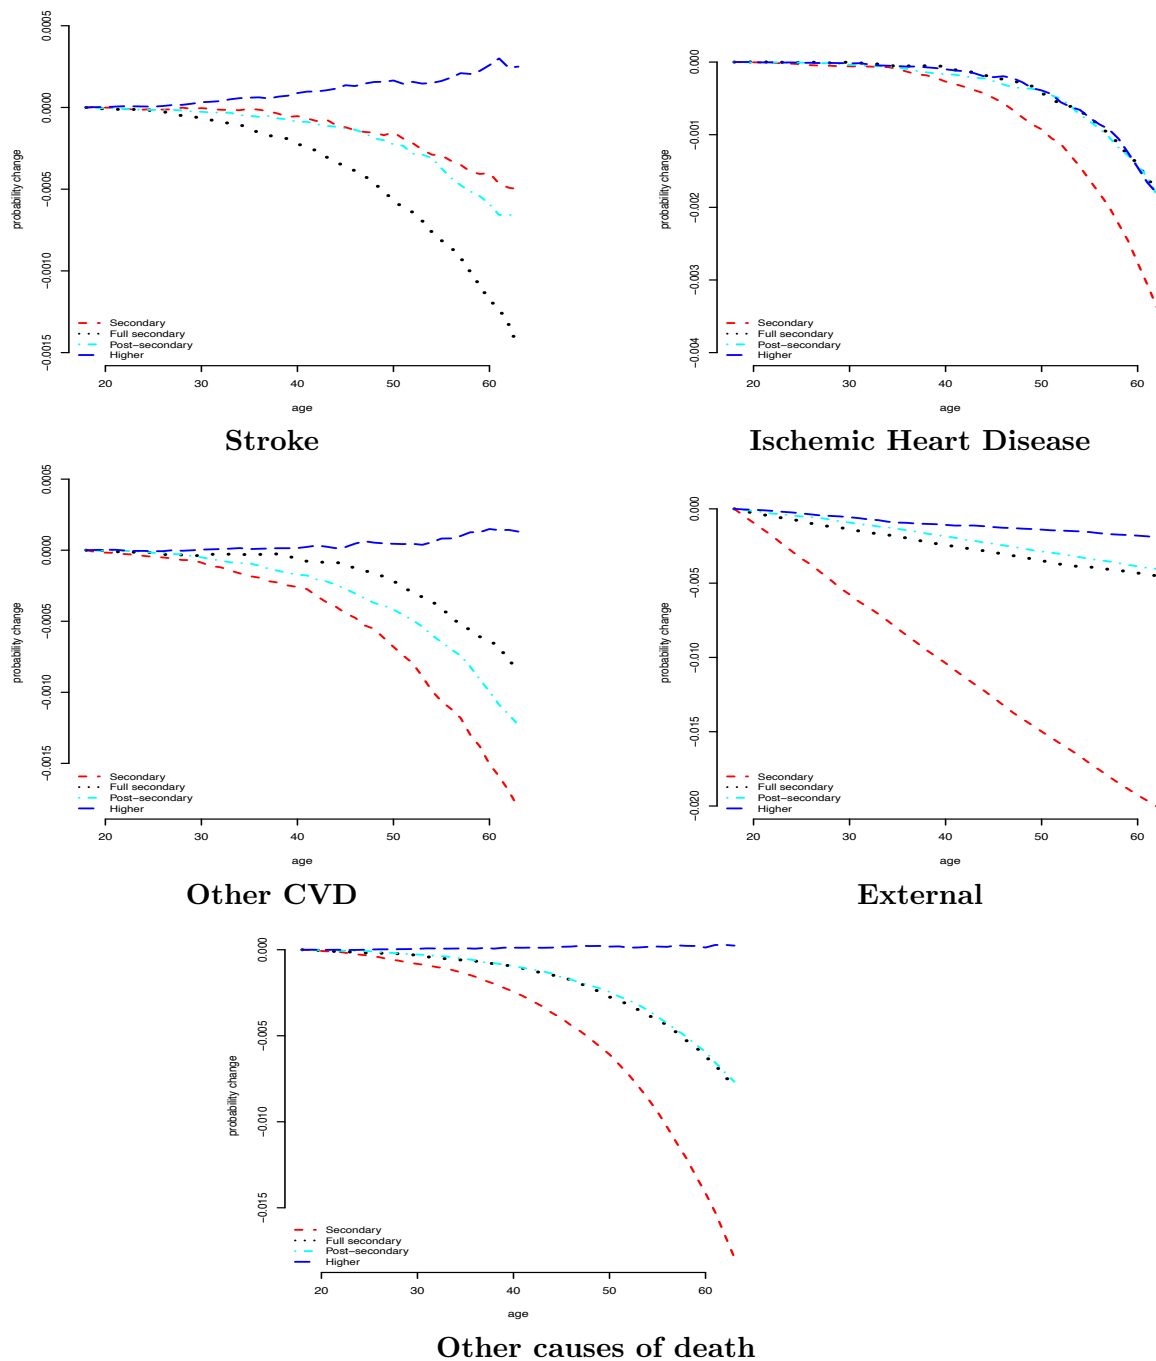 0.0005
0.0000
−0.0005
−0.0010
−0.0015
probability change
Secondary
Full secondary
Post−secondary
Higher
20 30 40 50 60
age
Stroke
0.000
−0.001
−0.002
−0.003
−0.004
probability change
Secondary
Full secondary
Post−secondary
Higher
20 30 40 50 60
age
Ischemic Heart Disease
0.0005
0.0000
−0.0005
−0.0010
−0.0015
probability change
Secondary
Full secondary
Post−secondary
Higher
20 30 40 50 60
age
Other CVD
0.000
−0.005
−0.010
−0.015
−0.020
probability change
Secondary
Full secondary
Post−secondary
Higher
20 30 40 50 60
age
External
0.000
−0.005
−0.010
−0.015
probability change
Secondary
Full secondary
Post−secondary
Higher
20 30 40 50 60
age
Other causes of death